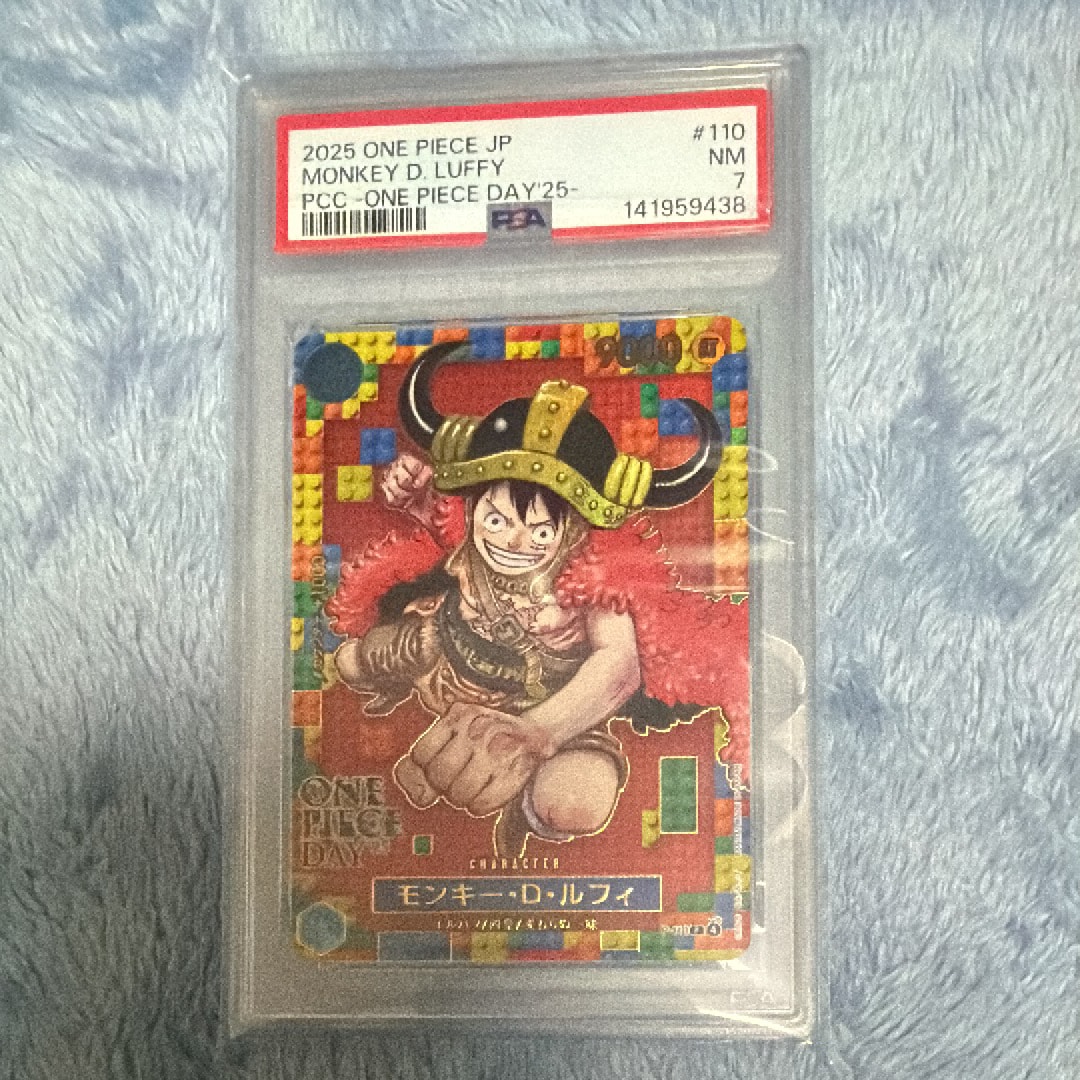 2025 ONE PIECE JP
#110
MONKEY D. LUFFY
NM
PCC -ONE PIECE DAY'25-
7
PSA
141959438
9000
ONE
PIECE
DAY
CHARACTER
モンキー・D・ルフィ